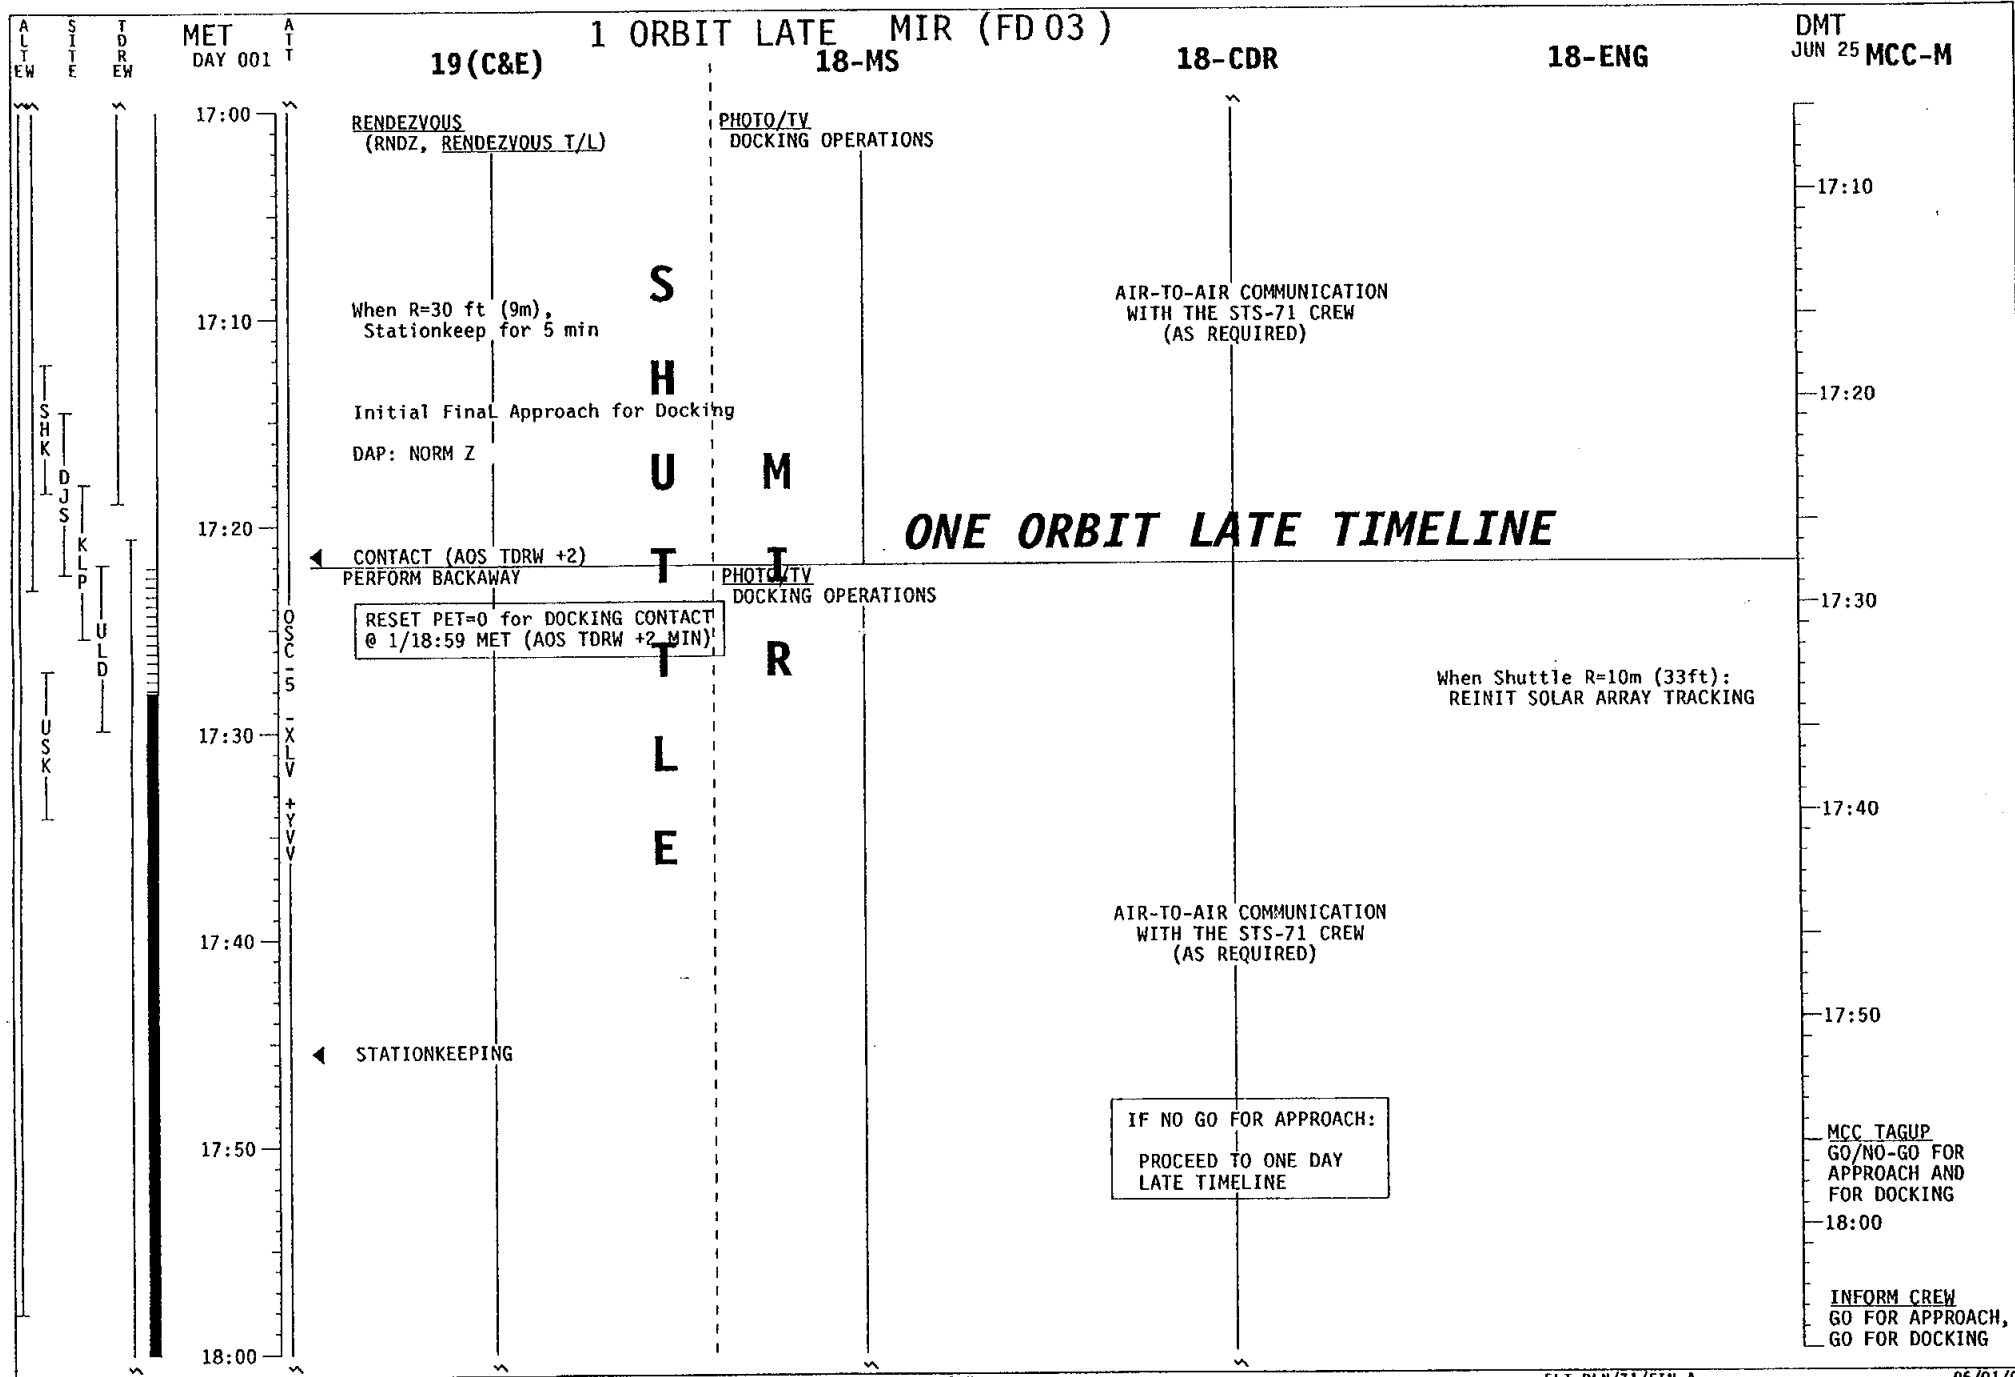 1 ORBIT LATE MIR (FD 03)
ALT EW
SITE
TDR EW
MET
DAY 001
ATT
19(C&E)
18-MS
18-CDR
18-ENG
DMT
JUN 25 MCC-M
17:00
17:10
17:20
17:30
17:40
17:50
18:00
SHK
DJS
KLP
ULD
USK
OSC-5 -XLV +YVV
RENDEZVOUS
(RNDZ, RENDEZVOUS T/L)
When R=30 ft (9m),
Stationkeep for 5 min
Initial Final Approach for Docking
DAP: NORM Z
CONTACT (AOS TDRW +2)
PERFORM BACKAWAY
RESET PET=0 for DOCKING CONTACT
@ 1/18:59 MET (AOS TDRW +2 MIN)
STATIONKEEPING
SHUTTLE
MIR
PHOTO/TV
DOCKING OPERATIONS
PHOTO/TV
DOCKING OPERATIONS
AIR-TO-AIR COMMUNICATION
WITH THE STS-71 CREW
(AS REQUIRED)
ONE ORBIT LATE TIMELINE
AIR-TO-AIR COMMUNICATION
WITH THE STS-71 CREW
(AS REQUIRED)
IF NO GO FOR APPROACH:
PROCEED TO ONE DAY
LATE TIMELINE
When Shuttle R=10m (33ft):
REINIT SOLAR ARRAY TRACKING
17:10
17:20
17:30
17:40
17:50
MCC TAGUP
GO/NO-GO FOR
APPROACH AND
FOR DOCKING
18:00
INFORM CREW
GO FOR APPROACH,
GO FOR DOCKING